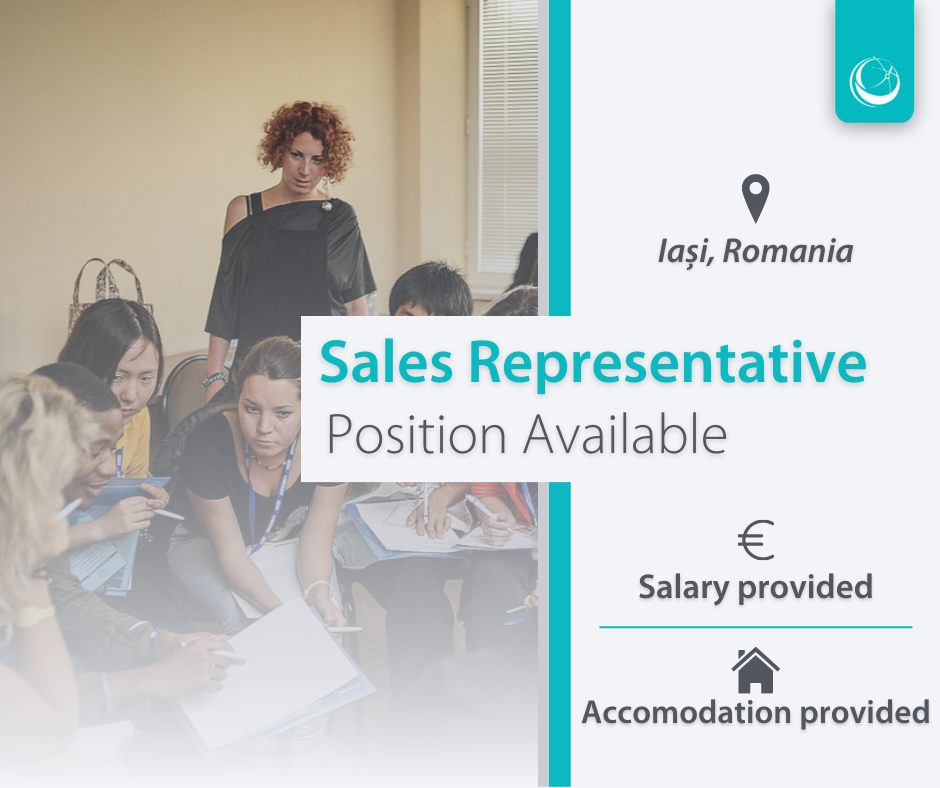 Iași, Romania
Sales Representative
Position Available
€
Salary provided
Accomodation provided